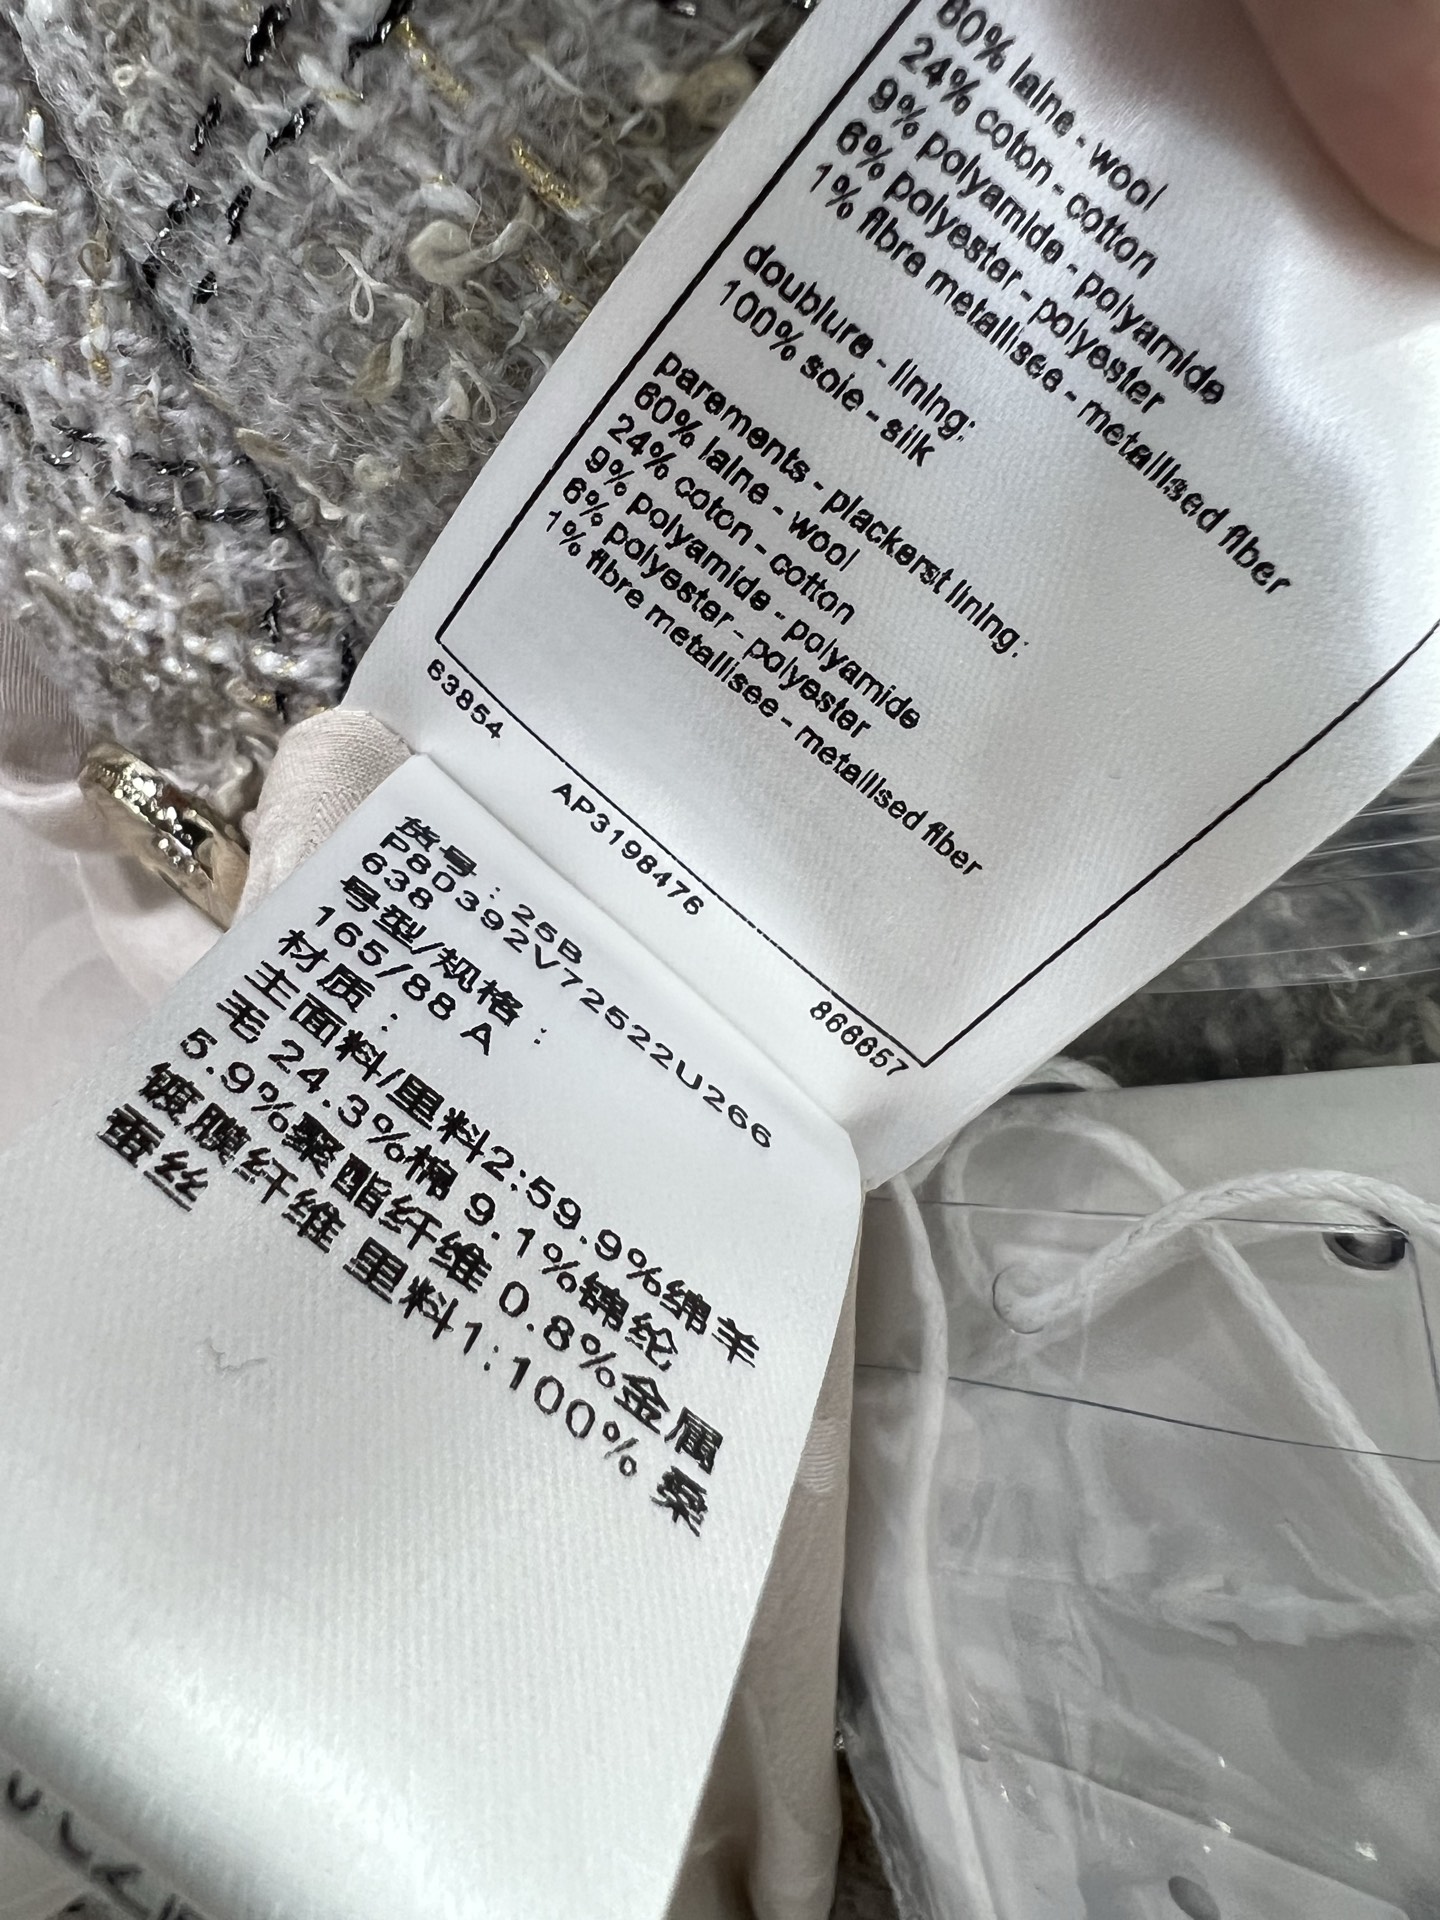 60% laine - wool
24% coton - cotton
9% polyamide - polyamide
6% polyester - polyester
1% fibre metallisee - metallised fiber
doublure - lining:
100% soie - silk
parements - plackerst lining:
60% laine - wool
24% coton - cotton
9% polyamide - polyamide
6% polyester - polyester
1% fibre metallisee - metallised fiber
63854 AP3198476 866657
货号：25B
P80392V72522U266
638
号型/规格：
165/88 A
材质：
主面料/里料2:59.9%绵羊
毛 24.3%棉 9.1%锦纶
5.9%聚酯纤维 0.8%金属
镀膜纤维 里料1:100% 桑
蚕丝